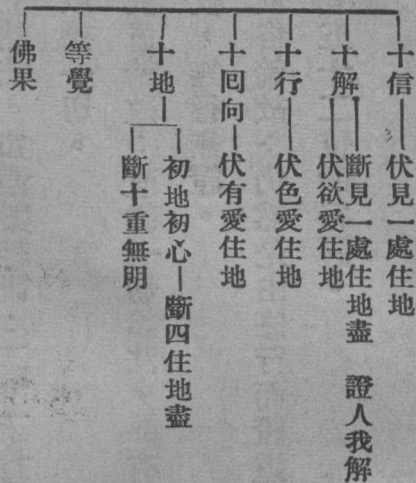 十信—伏見一處住地
十解—斷見一處住地盡 證人我解
伏欲愛住地
十行—伏色愛住地
十囘向—伏有愛住地
十地—初地初心—斷四住地盡
斷十重無明
等覺
佛果